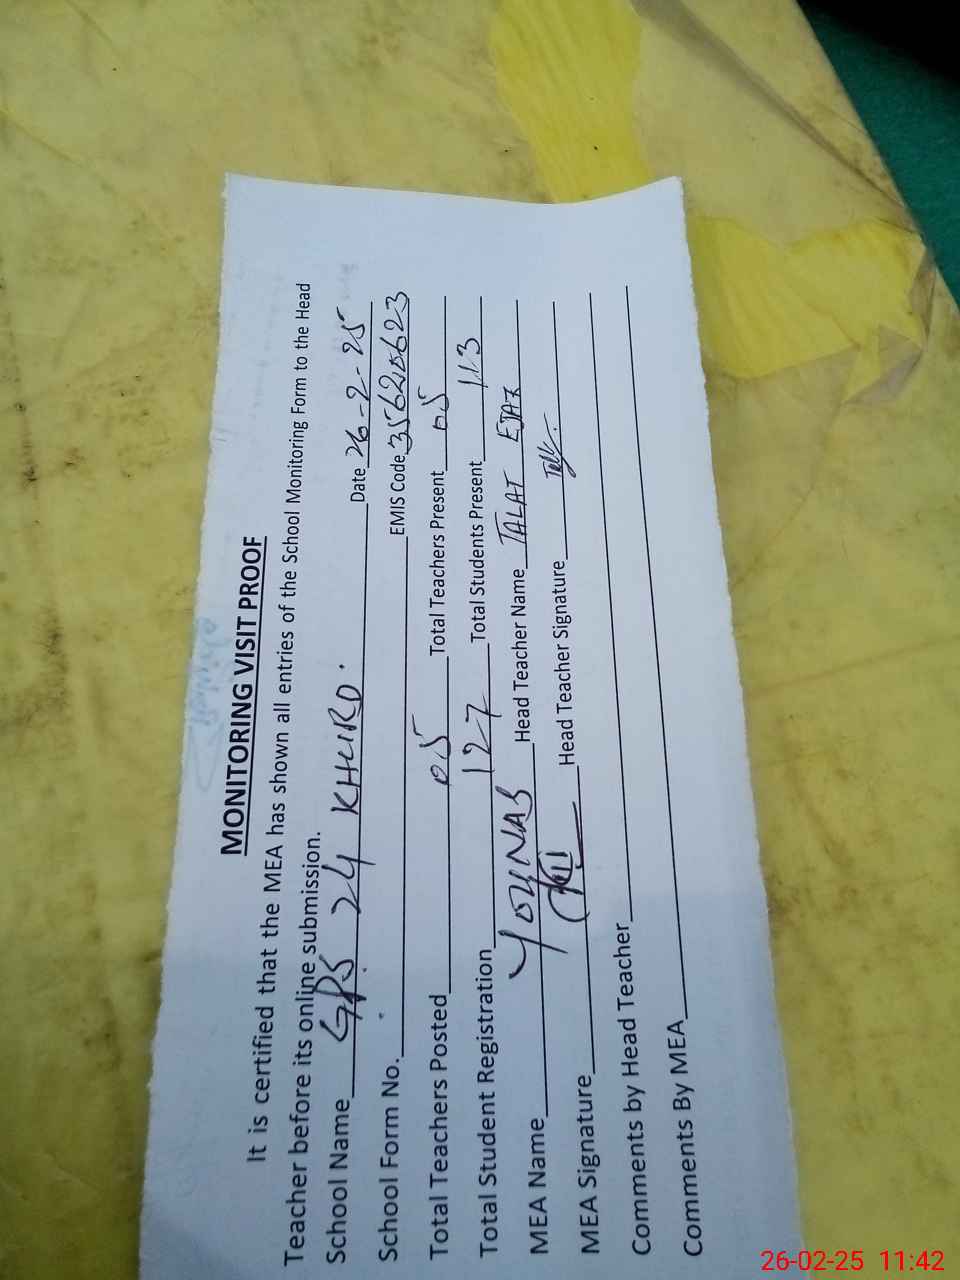 MONITORING VISIT PROOF
It is certified that the MEA has shown all entries of the School Monitoring Form to the Head
Teacher before its online submission.
School Name GPS 24 KHURD. Date 26-2-25
School Form No. EMIS Code 35620623
Total Teachers Posted 05 Total Teachers Present 05
Total Student Registration 127 Total Students Present 113
MEA Name YOUNAS Head Teacher Name TALAT EJAZ
MEA Signature Head Teacher Signature
Comments by Head Teacher
Comments By MEA
26-02-25 11:42